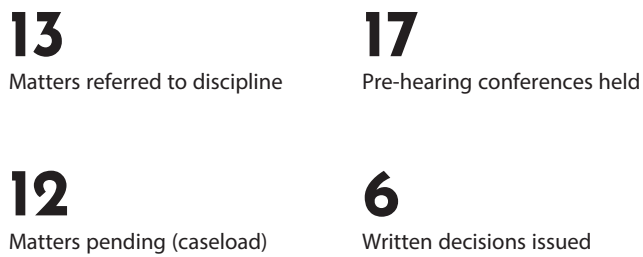 13
Matters referred to discipline
17
Pre-hearing conferences held
12
Matters pending (caseload)
6
Written decisions issued